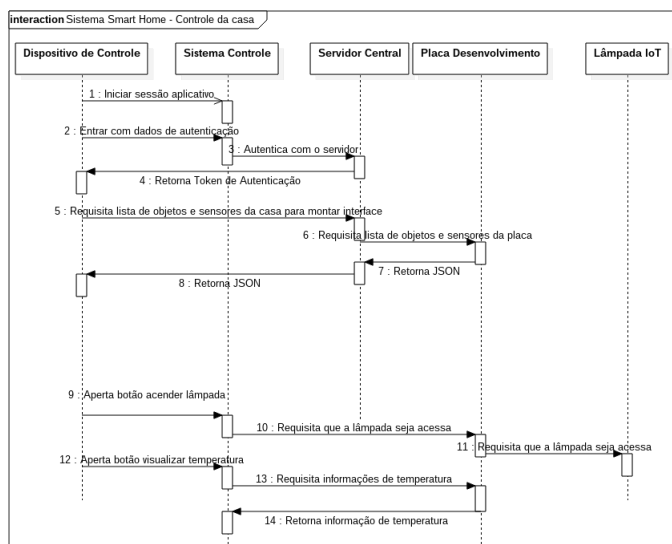 interaction Sistema Smart Home - Controle da casa
Dispositivo de Controle
Sistema Controle
Servidor Central
Placa Desenvolvimento
Lâmpada IoT
1 : Iniciar sessão aplicativo
2 : Entrar com dados de autenticação
3 : Autentica com o servidor
4 : Retorna Token de Autenticação
5 : Requisita lista de objetos e sensores da casa para montar interface
6 : Requisita lista de objetos e sensores da placa
7 : Retorna JSON
8 : Retorna JSON
9 : Aperta botão acender lâmpada
10 : Requisita que a lâmpada seja acessa
11 : Requisita que a lâmpada seja acessa
12 : Aperta botão visualizar temperatura
13 : Requisita informações de temperatura
14 : Retorna informação de temperatura